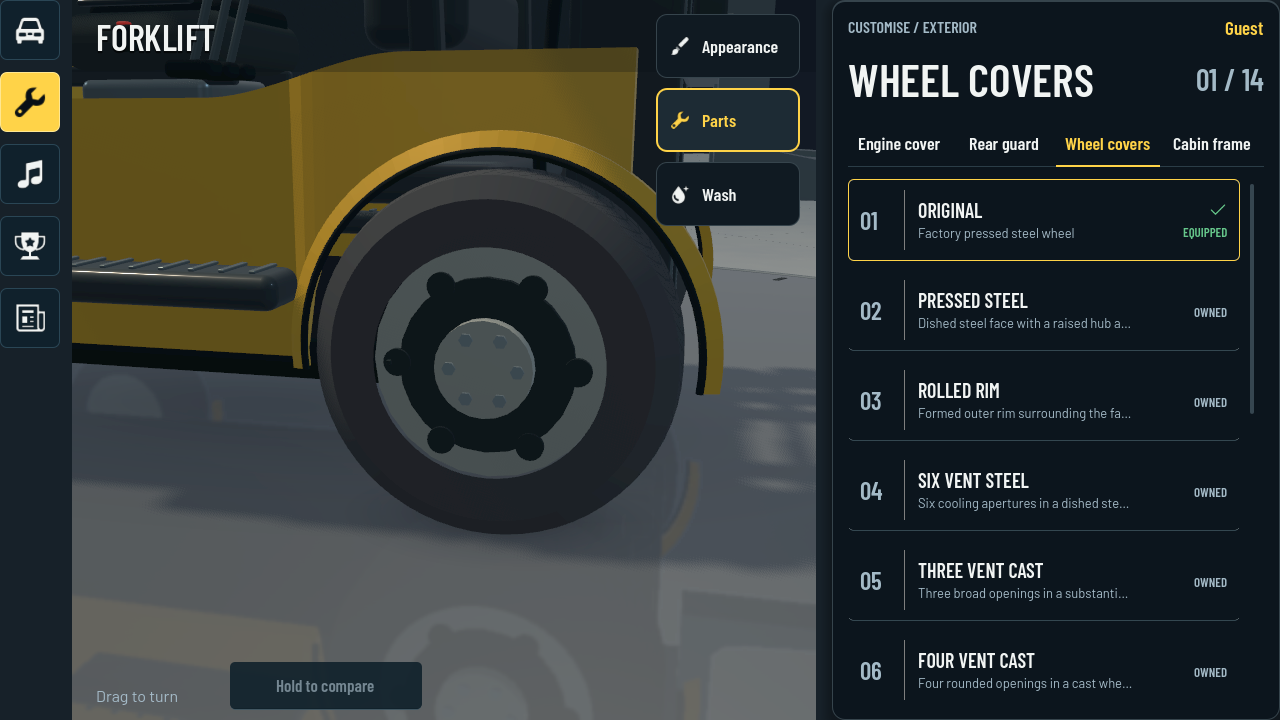 FORKLIFT
Appearance
Parts
Wash
Drag to turn
Hold to compare
CUSTOMISE / EXTERIOR
Guest
WHEEL COVERS
01 / 14
Engine cover
Rear guard
Wheel covers
Cabin frame
01
ORIGINAL
Factory pressed steel wheel
EQUIPPED
02
PRESSED STEEL
Dished steel face with a raised hub a...
OWNED
03
ROLLED RIM
Formed outer rim surrounding the fa...
OWNED
04
SIX VENT STEEL
Six cooling apertures in a dished ste...
OWNED
05
THREE VENT CAST
Three broad openings in a substanti...
OWNED
06
FOUR VENT CAST
Four rounded openings in a cast whe...
OWNED